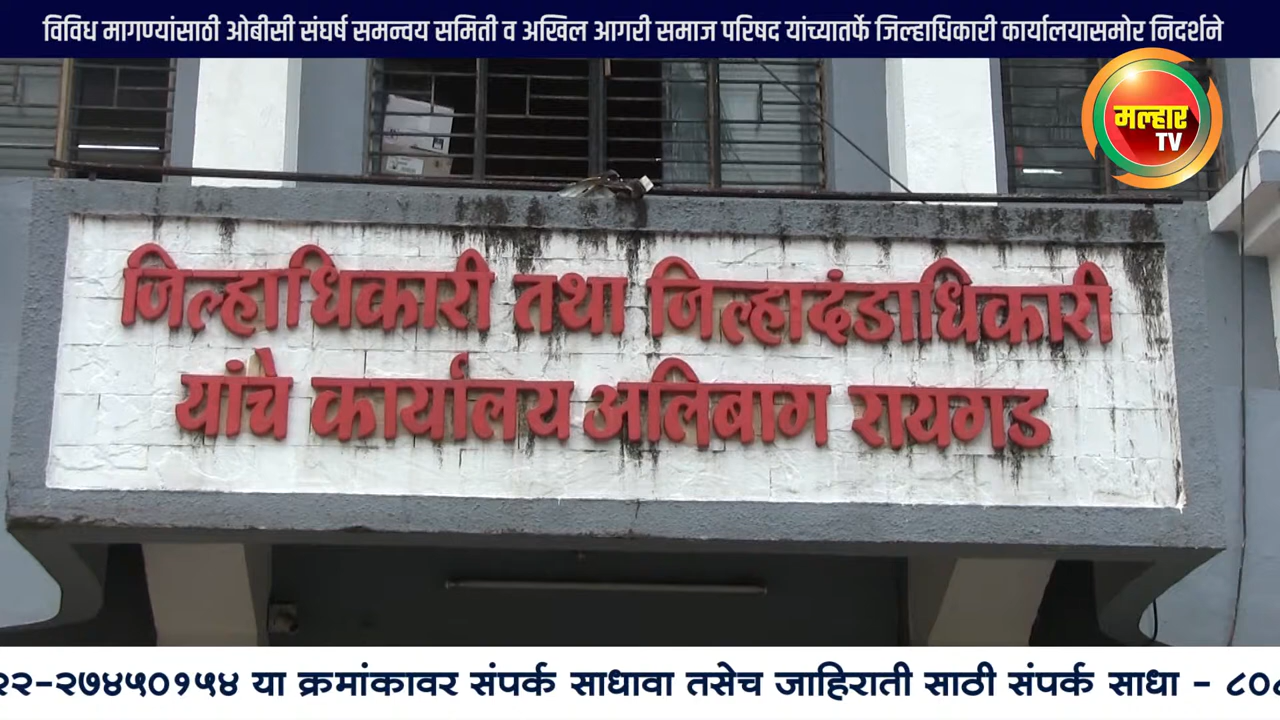 विविध मागण्यांसाठी ओबीसी संघर्ष समन्वय समिती व अखिल आगरी समाज परिषद यांच्यातर्फे जिल्हाधिकारी कार्यालयासमोर निदर्शने
मल्हार
TV
जिल्हाधिकारी तथा जिल्हादंडाधिकारी
यांचे कार्यालय अलिबाग रायगड
२२-२७४५०१५४ या क्रमांकावर संपर्क साधावा तसेच जाहिराती साठी संपर्क साधा - ८०